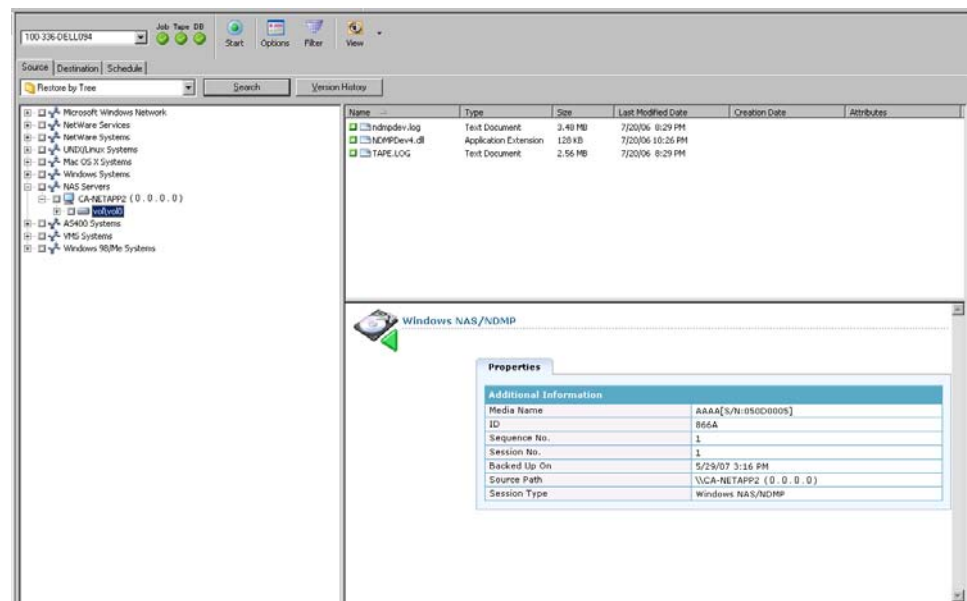 Job Tape DB
100-336-DELL094
Start Options Filter View
Source Destination Schedule
Restore by Tree Search Version History
Microsoft Windows Network
NetWare Services
NetWare Systems
UNIX/Linux Systems
Mac OS X Systems
Windows Systems
NAS Servers
CA-NETAPP2 (0.0.0.0)
vol\vol0
AS400 Systems
VMS Systems
Windows 98/Me Systems
Name Type Size Last Modified Date Creation Date Attributes
ndmpdev.log Text Document 3.48 MB 7/20/06 8:29 PM
NDMPDev4.dl Application Extension 128 KB 7/20/06 10:26 PM
TAPE.LOG Text Document 2.56 MB 7/20/06 8:29 PM
Windows NAS/NDMP
Properties
Additional Information
Media Name AAAA[S/N:050D0005]
ID 866A
Sequence No. 1
Session No. 1
Backed Up On 5/29/07 3:16 PM
Source Path \\CA-NETAPP2 (0.0.0.0)
Session Type Windows NAS/NDMP